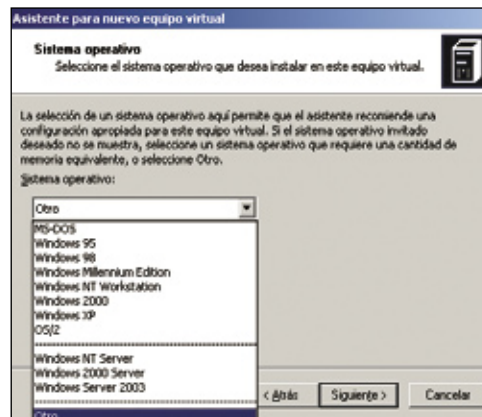 Asistente para nuevo equipo virtual
Sistema operativo
Seleccione el sistema operativo que desea instalar en este equipo virtual.
La selección de un sistema operativo aquí permite que el asistente recomiende una
configuración apropiada para este equipo virtual. Si el sistema operativo invitado
deseado no se muestra, seleccione un sistema operativo que requiere una cantidad de
memoria equivalente, o seleccione Otro.
Sistema operativo:
Otro
MS-DOS
Windows 95
Windows 98
Windows Millennium Edition
Windows NT Workstation
Windows 2000
Windows XP
OS/2
Windows NT Server
Windows 2000 Server
Windows Server 2003
Otro
< Atrás
Siguiente >
Cancelar